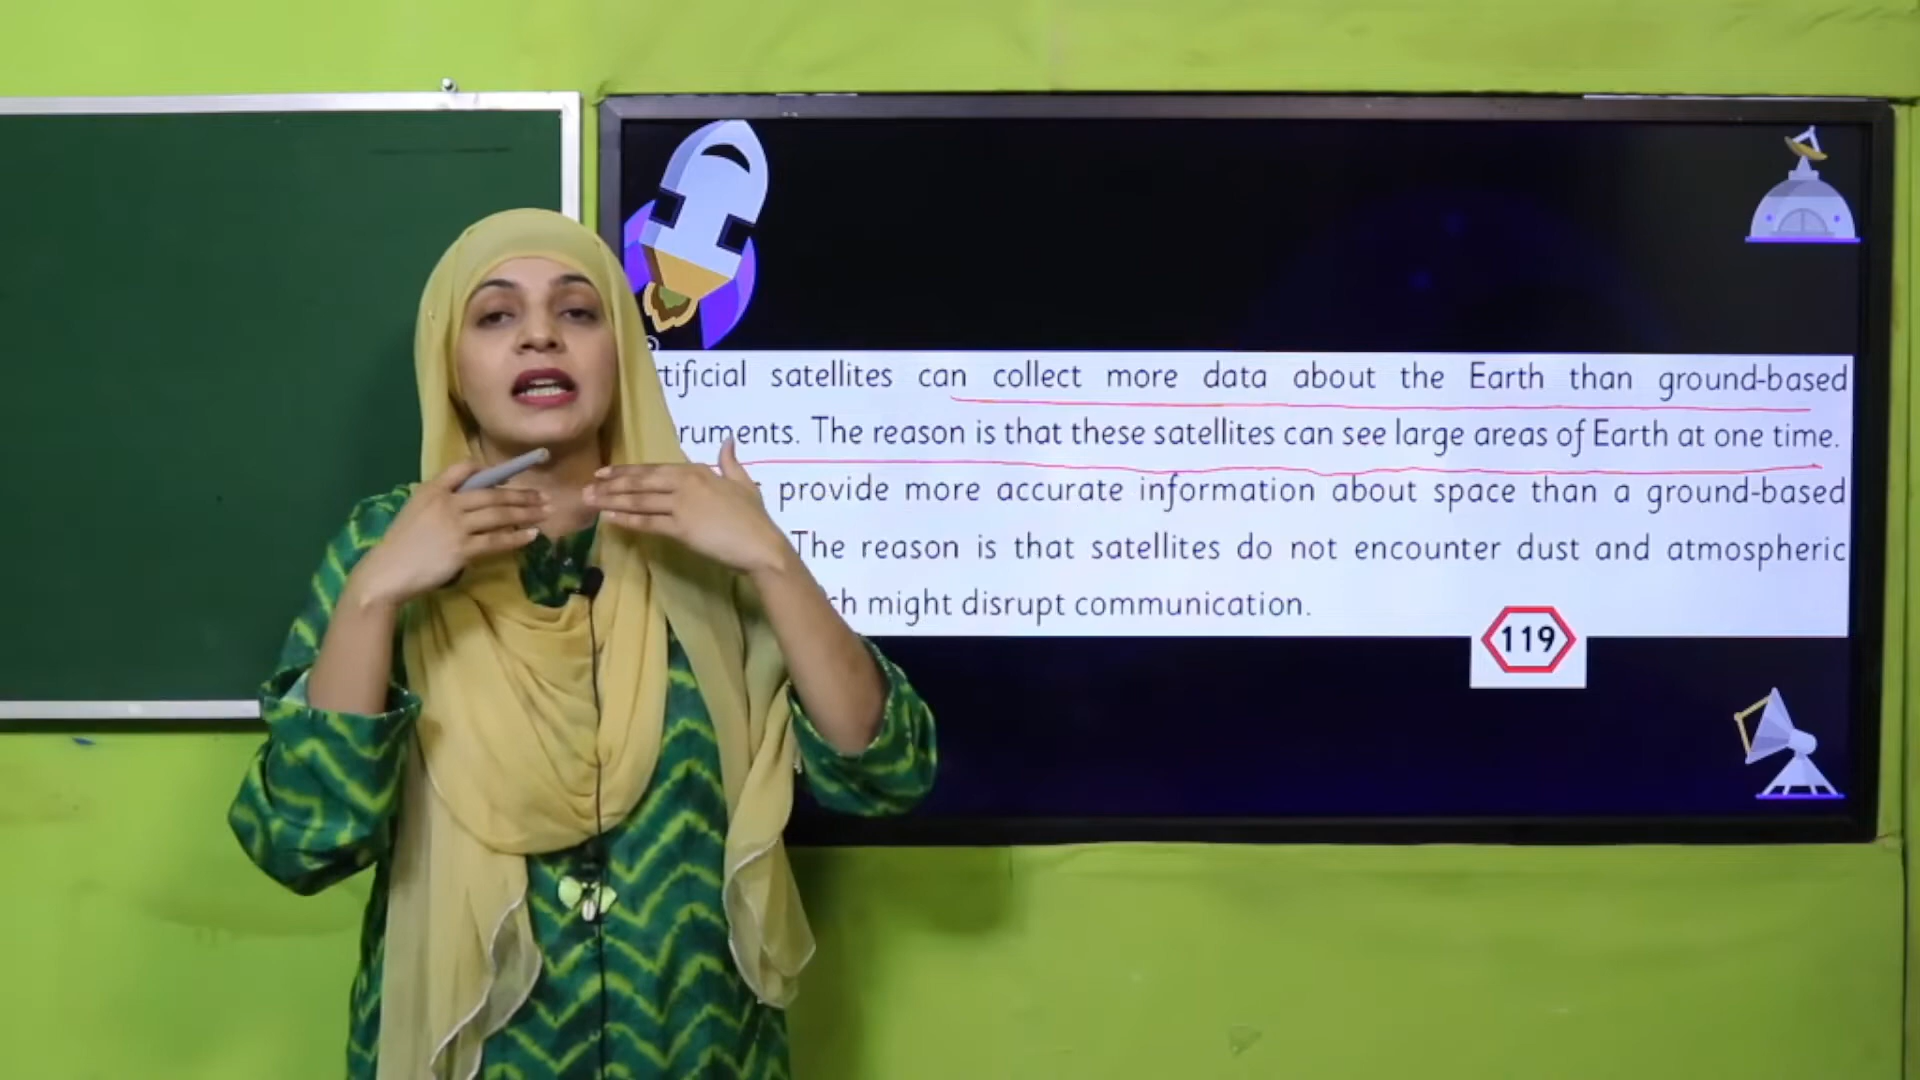 satellites can collect more data about the Earth than ground-based
The reason is that these satellites can see large areas of Earth at one time.
provide more accurate information about space than a ground-based
The reason is that satellites do not encounter dust and atmospheric
might disrupt communication.
119